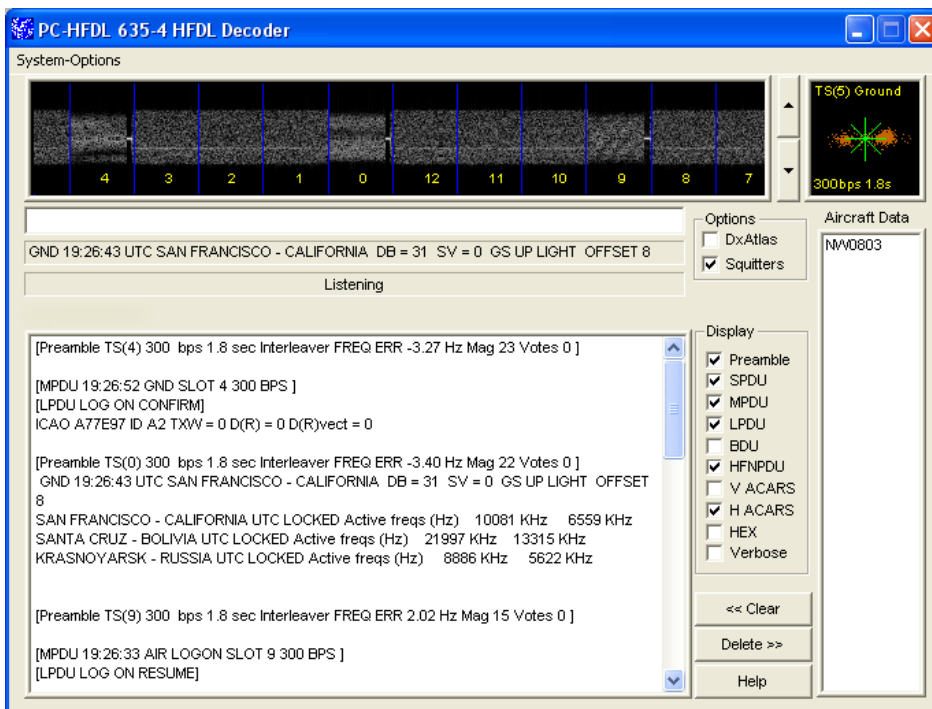 PC-HFDL 635-4 HFDL Decoder
System-Options
4 3 2 1 0 12 11 10 9 8 7
TS(5) Ground
300bps 1.8s
GND 19:26:43 UTC SAN FRANCISCO - CALIFORNIA DB = 31 SV = 0 GS UP LIGHT OFFSET 8
Listening
Options
DxAtlas
Squitters
Aircraft Data
NW0803
[Preamble TS(4) 300 bps 1.8 sec Interleaver FREQ ERR -3.27 Hz Mag 23 Votes 0 ]
[MPDU 19:26:52 GND SLOT 4 300 BPS ]
[LPDU LOG ON CONFIRM]
ICAO A77E97 ID A2 TXW = 0 D(R) = 0 D(R)vect = 0
[Preamble TS(0) 300 bps 1.8 sec Interleaver FREQ ERR -3.40 Hz Mag 22 Votes 0 ]
GND 19:26:43 UTC SAN FRANCISCO - CALIFORNIA DB = 31 SV = 0 GS UP LIGHT OFFSET
8
SAN FRANCISCO - CALIFORNIA UTC LOCKED Active freqs (Hz) 10081 KHz 6559 KHz
SANTA CRUZ - BOLIVIA UTC LOCKED Active freqs (Hz) 21997 KHz 13315 KHz
KRASNOYARSK - RUSSIA UTC LOCKED Active freqs (Hz) 8886 KHz 5622 KHz
[Preamble TS(9) 300 bps 1.8 sec Interleaver FREQ ERR 2.02 Hz Mag 15 Votes 0 ]
[MPDU 19:26:33 AIR LOGON SLOT 9 300 BPS ]
[LPDU LOG ON RESUME]
Display
Preamble
SPDU
MPDU
LPDU
BDU
HFNPDU
V ACARS
H ACARS
HEX
Verbose
<< Clear
Delete >>
Help